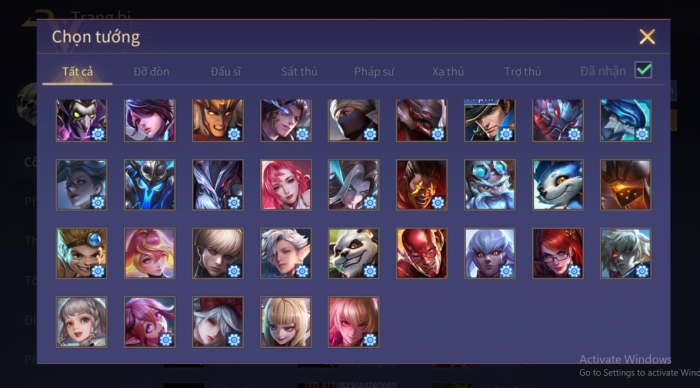 Trang bị
Chọn tướng
Tất cả
Đỡ đòn
Đấu sĩ
Sát thủ
Pháp sư
Xạ thủ
Trợ thủ
Đã nhận
Activate Windows
Go to Settings to activate Wind